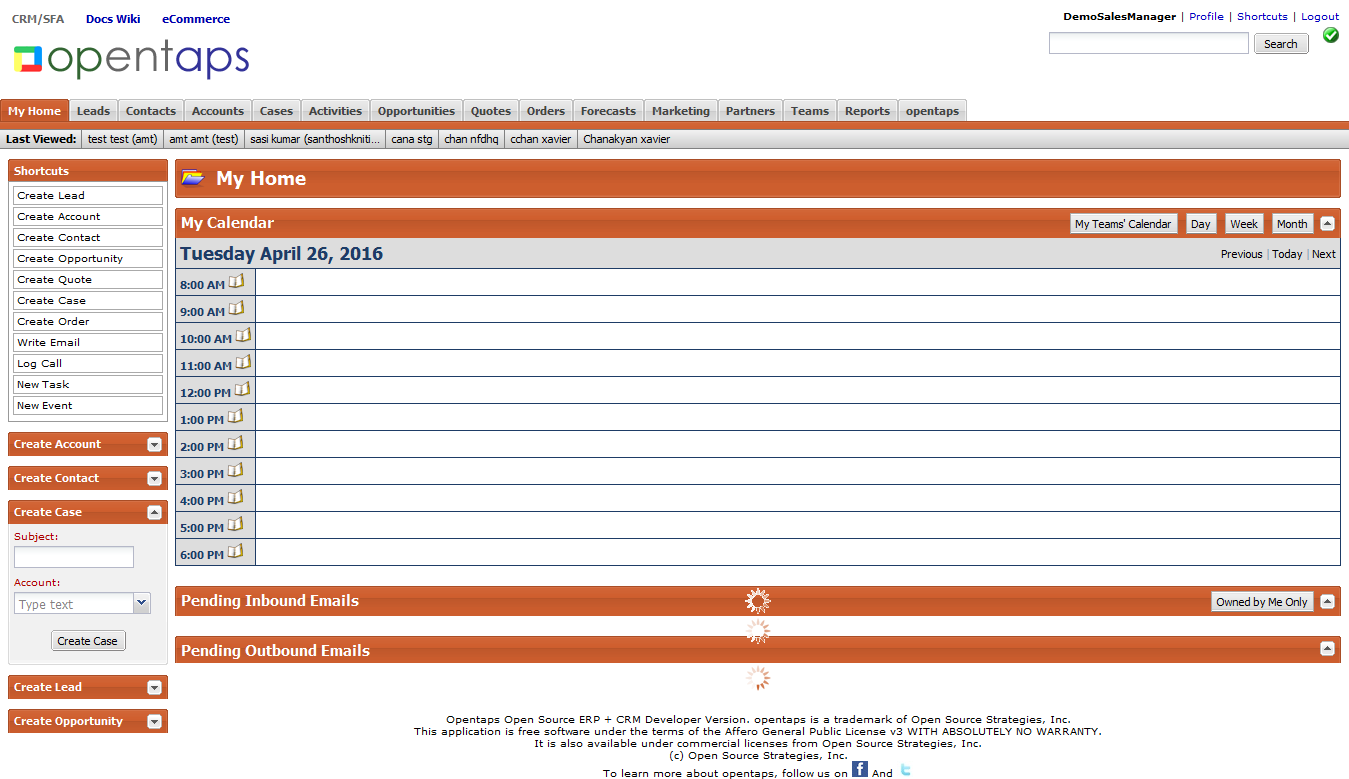 CRM/SFA Docs Wiki eCommerce
DemoSalesManager | Profile | Shortcuts | Logout
opentaps
Search
My Home Leads Contacts Accounts Cases Activities Opportunities Quotes Orders Forecasts Marketing Partners Teams Reports opentaps
Last Viewed: test test (amt) amt amt (test) sasi kumar (santhoshkniti... cana stg chan nfdhq cchan xavier Chanakyan xavier
Shortcuts
Create Lead
Create Account
Create Contact
Create Opportunity
Create Quote
Create Case
Create Order
Write Email
Log Call
New Task
New Event
Create Account
Create Contact
Create Case
Subject:
Account:
Type text
Create Case
Create Lead
Create Opportunity
My Home
My Calendar My Teams' Calendar Day Week Month
Tuesday April 26, 2016 Previous | Today | Next
8:00 AM
9:00 AM
10:00 AM
11:00 AM
12:00 PM
1:00 PM
2:00 PM
3:00 PM
4:00 PM
5:00 PM
6:00 PM
Pending Inbound Emails Owned by Me Only
Pending Outbound Emails
Opentaps Open Source ERP + CRM Developer Version. opentaps is a trademark of Open Source Strategies, Inc.
This application is free software under the terms of the Affero General Public License v3 WITH ABSOLUTELY NO WARRANTY.
It is also available under commercial licenses from Open Source Strategies, Inc.
(c) Open Source Strategies, Inc.
To learn more about opentaps, follow us on f And t